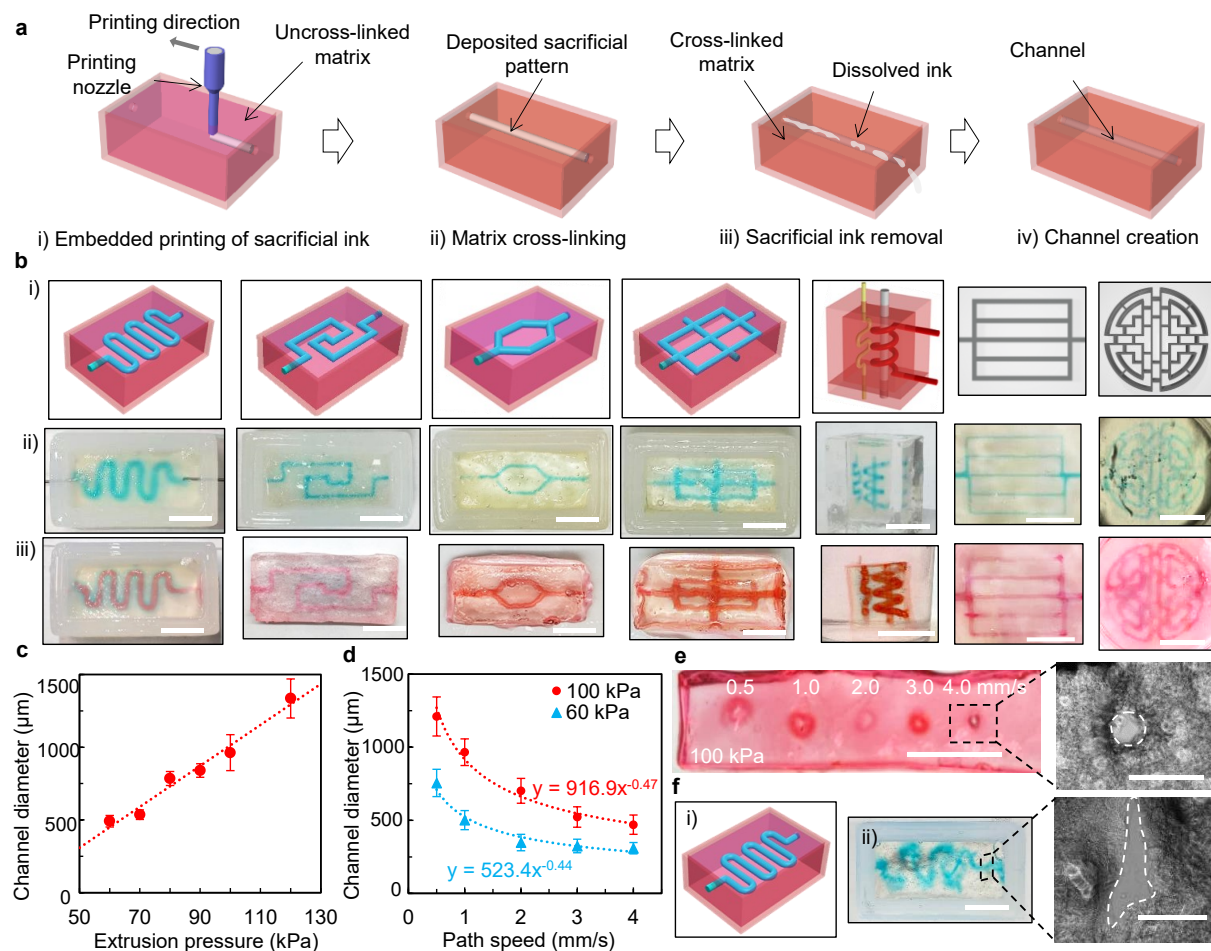 a
Printing direction
Printing
nozzle
Uncross-linked
matrix
Deposited sacrificial
pattern
Cross-linked
matrix
Dissolved ink
Channel
i) Embedded printing of sacrificial ink
ii) Matrix cross-linking
iii) Sacrificial ink removal
iv) Channel creation
b
i)
ii)
iii)
c
1500
1000
500
0
Channel diameter (µm)
50 70 90 110 130
Extrusion pressure (kPa)
d
1500
1000
500
0
Channel diameter (µm)
100 kPa
60 kPa
y = 916.9x^-0.47
y = 523.4x^-0.44
0 1 2 3 4
Path speed (mm/s)
e
0.5 1.0 2.0 3.0 4.0 mm/s
100 kPa
f
i)
ii)